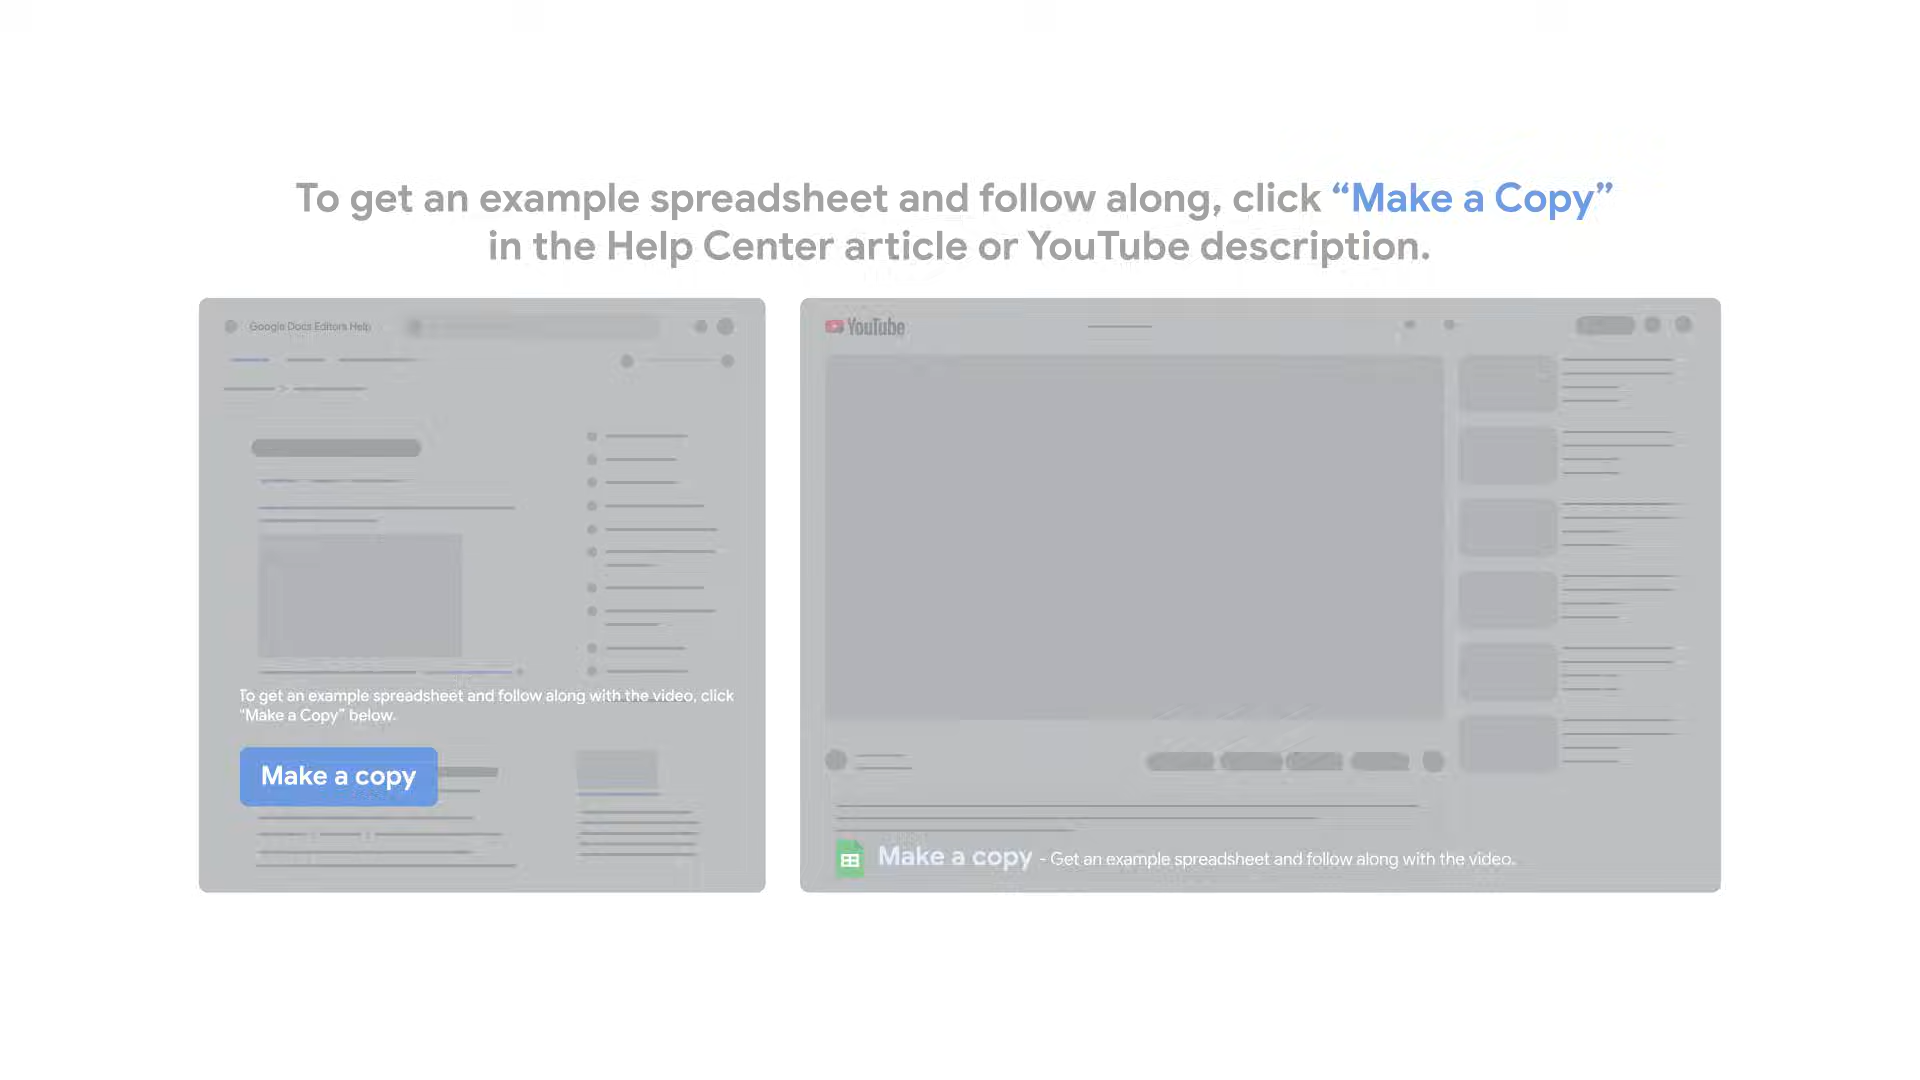 To get an example spreadsheet and follow along, click “Make a Copy”
in the Help Center article or YouTube description.
Google Docs Editors Help
To get an example spreadsheet and follow along with the video, click
“Make a Copy” below.
Make a copy
YouTube
Make a copy - Get an example spreadsheet and follow along with the video.